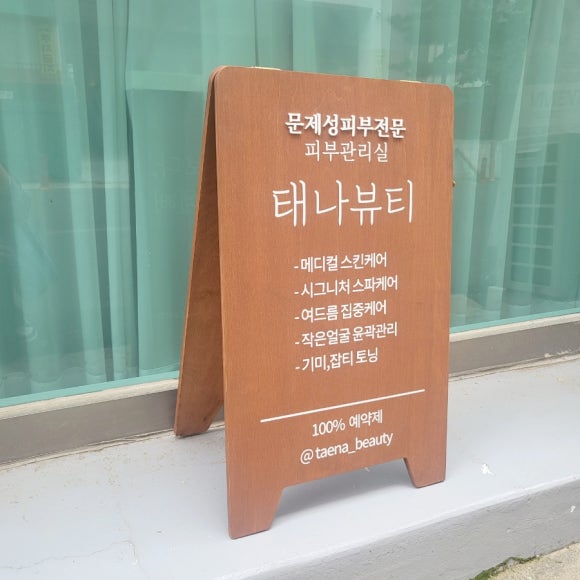 문제성피부전문
피부관리실
태나뷰티
- 메디컬 스킨케어
- 시그니처 스파케어
- 여드름 집중케어
- 작은얼굴 윤곽관리
- 기미,잡티 토닝
100% 예약제
@taena_beauty